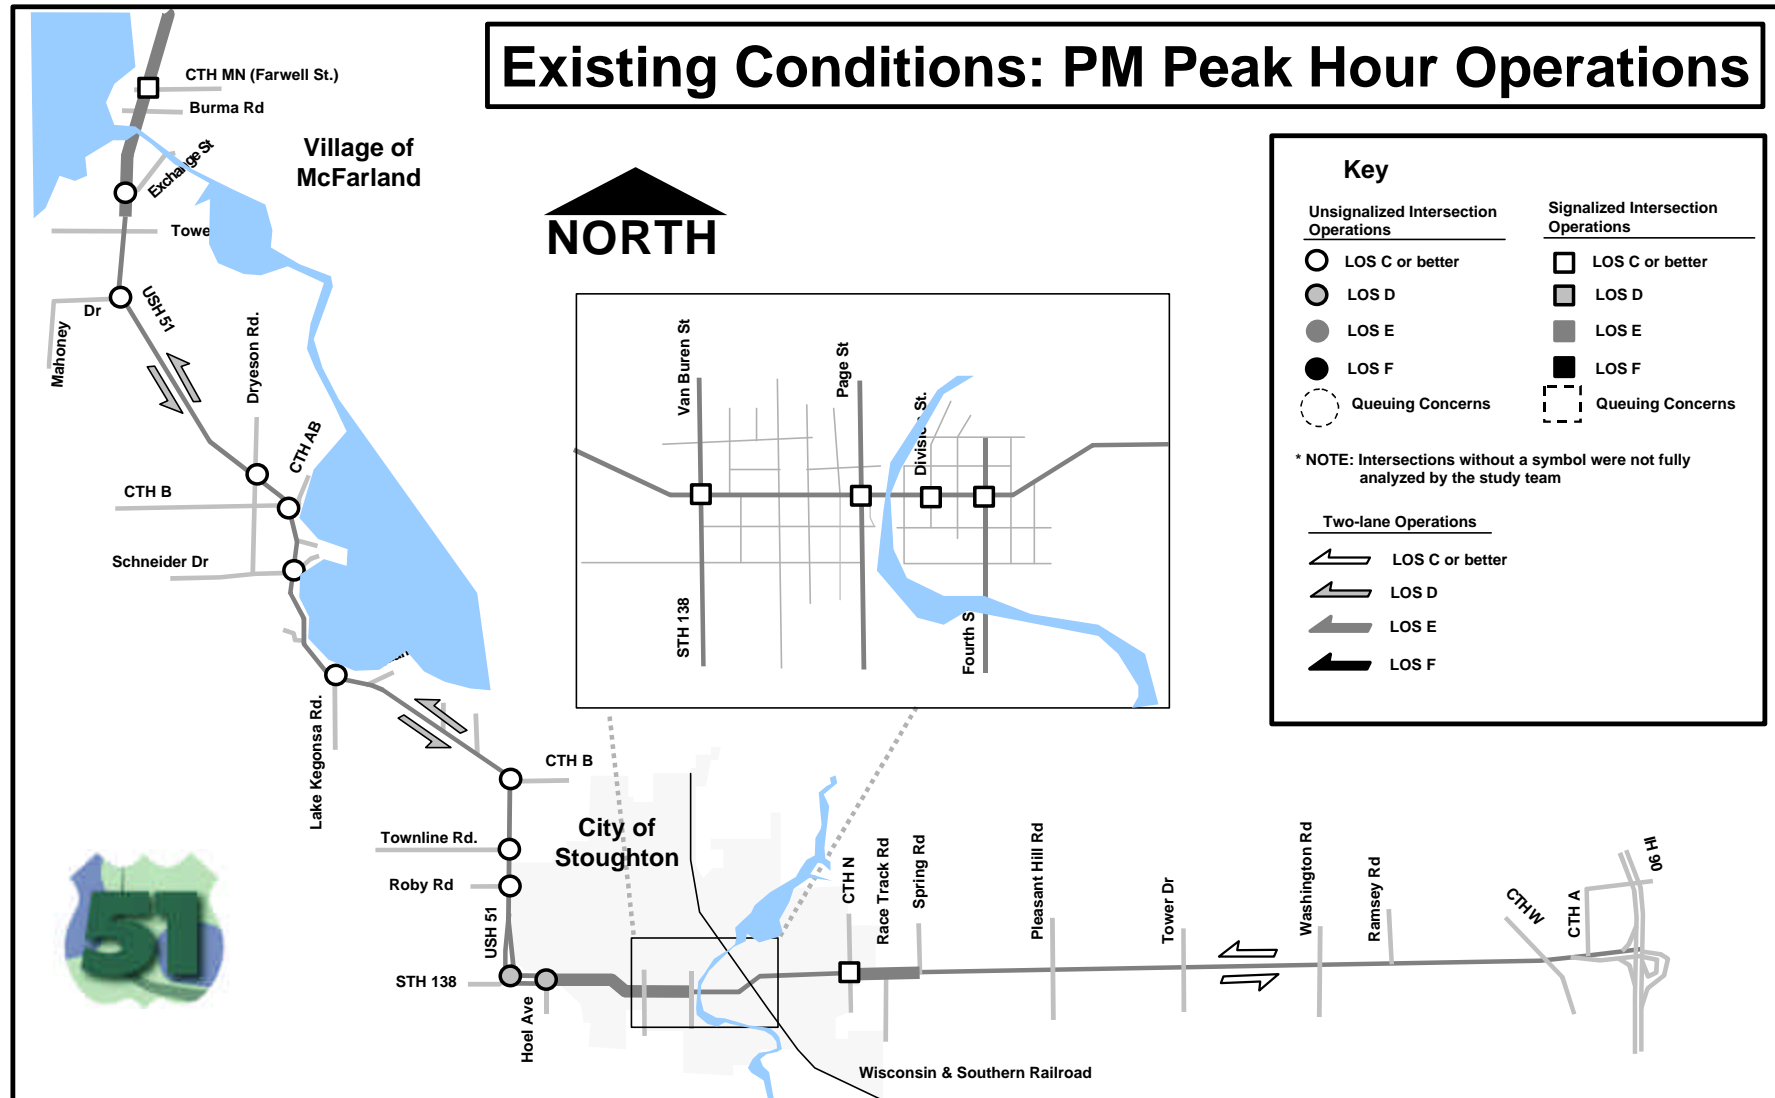 Existing Conditions: PM Peak Hour Operations
CTH MN (Farwell St.)
Burma Rd
Exchange St
Village of
McFarland
NORTH
Towe
Mahoney
Dr
USH 51
Dryeson Rd.
CTH AB
CTH B
Schneider Dr
Lake Kegonsa Rd.
CTH B
Townline Rd.
Roby Rd
USH 51
STH 138
Hoel Ave
City of
Stoughton
Van Buren St
Page St
Division St.
STH 138
Fourth S
Key
Unsignalized Intersection
Operations
LOS C or better
LOS D
LOS E
LOS F
Queuing Concerns
Signalized Intersection
Operations
LOS C or better
LOS D
LOS E
LOS F
Queuing Concerns
* NOTE: Intersections without a symbol were not fully
analyzed by the study team
Two-lane Operations
LOS C or better
LOS D
LOS E
LOS F
CTH N
Race Track Rd
Spring Rd
Pleasant Hill Rd
Tower Dr
Washington Rd
Ramsey Rd
CTH W
CTH A
IH 90
Wisconsin & Southern Railroad
51